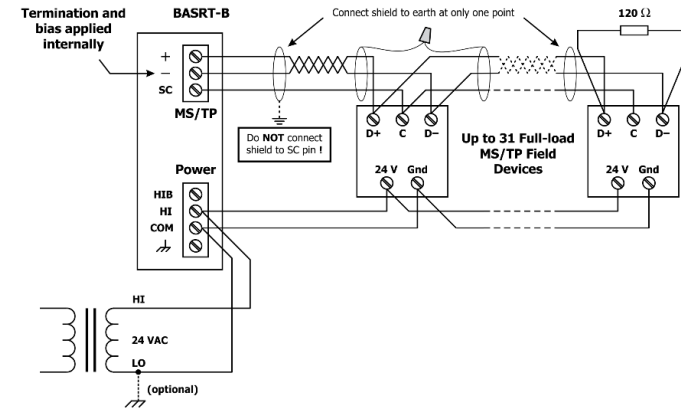 Termination and
bias applied
internally
BASRT-B
Connect shield to earth at only one point
120 Ω
+
–
SC
MS/TP
Do NOT connect
shield to SC pin !
D+ C D–
D+ C D–
Up to 31 Full-load
MS/TP Field
Devices
24 V Gnd
24 V Gnd
Power
HIB
HI
COM
HI
24 VAC
LO
(optional)